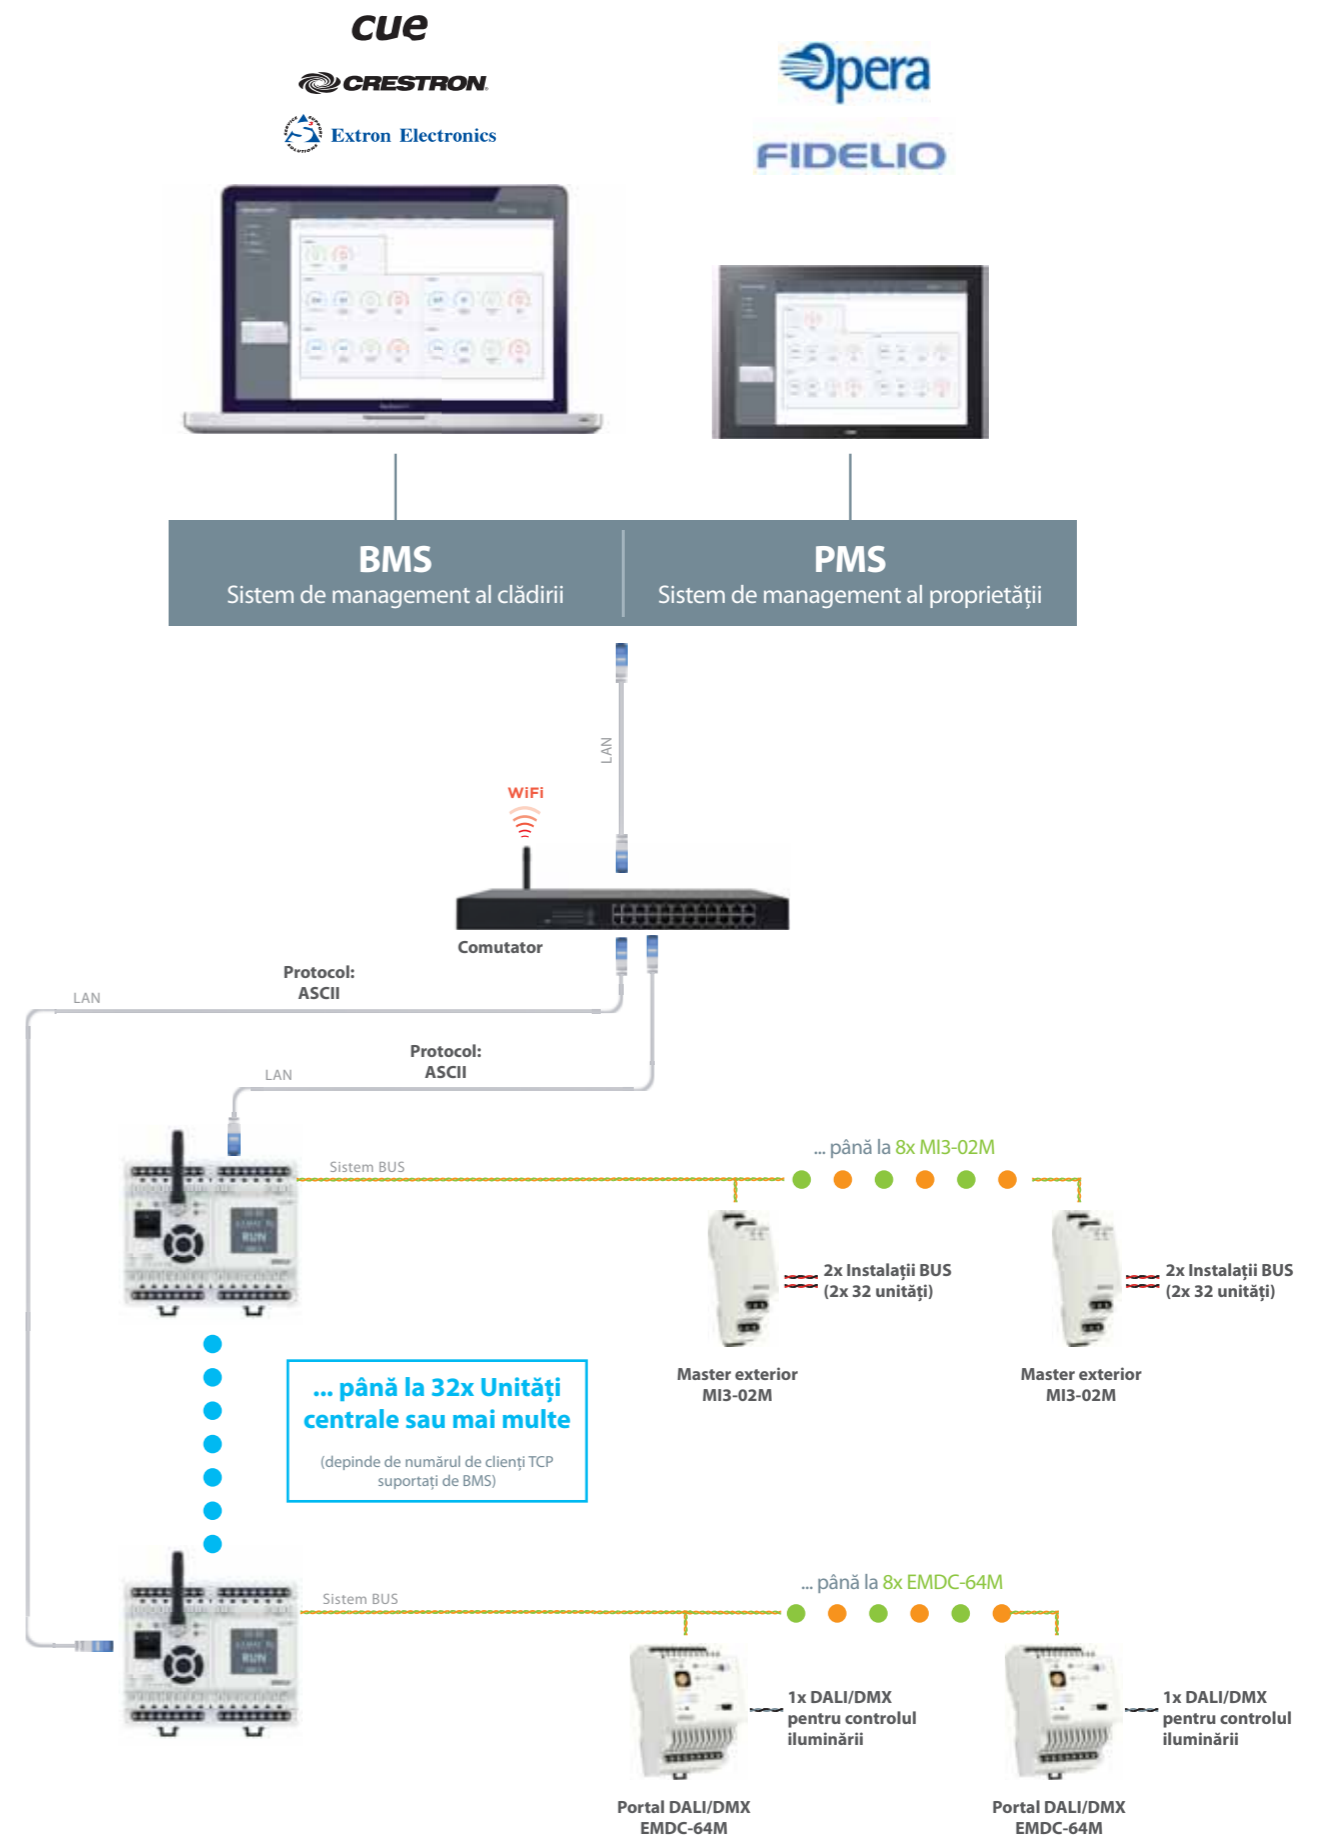 cue
CRESTRON
Extron Electronics
Opera
FIDELIO
BMS
Sistem de management al clădirii
PMS
Sistem de management al proprietății
LAN
WiFi
Comutator
Protocol:
ASCII
LAN
Protocol:
ASCII
LAN
... până la 8x MI3-02M
Sistem BUS
RUN
2x Instalații BUS
(2x 32 unități)
2x Instalații BUS
(2x 32 unități)
Master exterior
MI3-02M
Master exterior
MI3-02M
... până la 32x Unități
centrale sau mai multe
(depinde de numărul de clienți TCP
suportați de BMS)
... până la 8x EMDC-64M
Sistem BUS
RUN
1x DALI/DMX
pentru controlul
iluminării
1x DALI/DMX
pentru controlul
iluminării
Portal DALI/DMX
EMDC-64M
Portal DALI/DMX
EMDC-64M